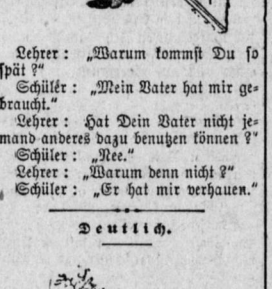 Lehrer: „Warum kommst Du so
spät?“
Schüler: „Mein Vater hat mir ge-
braucht.“
Lehrer: Hat Dein Vater nicht je-
mand anderes dazu benutzen können?“
Schüler: „Nee.“
Lehrer: „Warum denn nicht?“
Schüler: „Er hat mir verhauen.“
Deutlich.